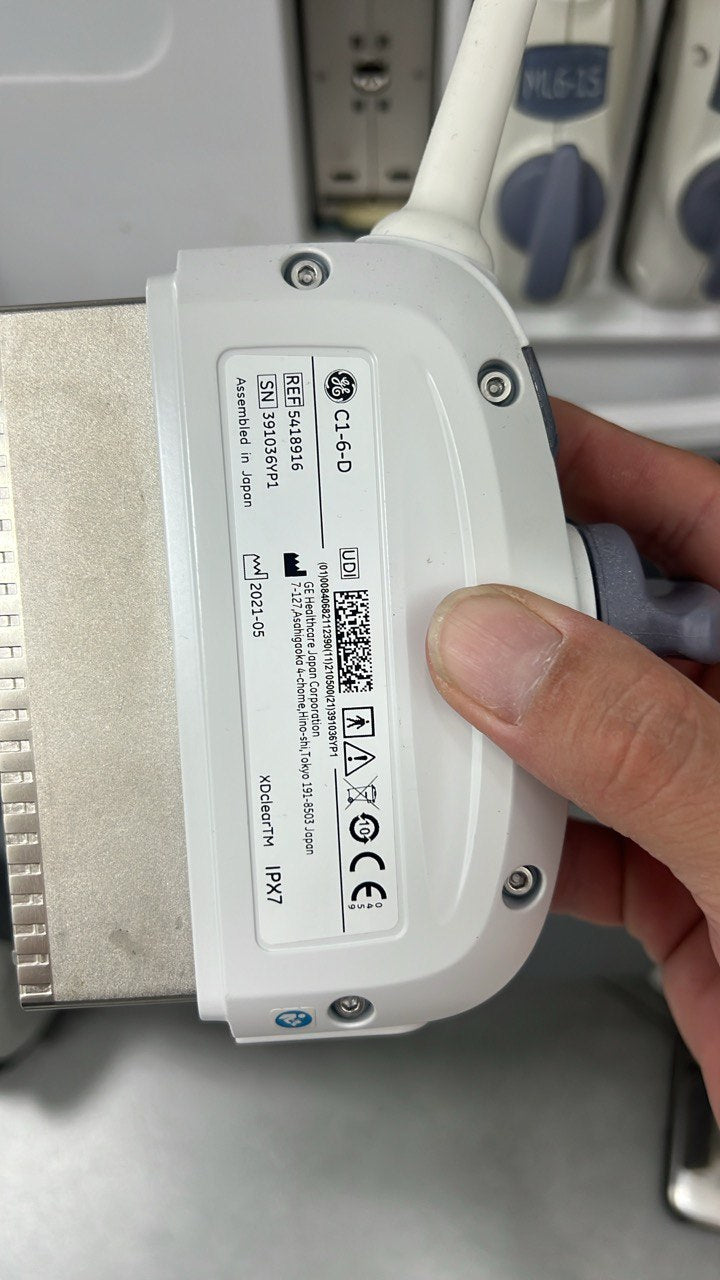 C1-6-D
REF 5418916
SN 391036YP1
Assembled in Japan
UDI
(01)00840682112390(11)210500(21)391036YP1
GE Healthcare Japan Corporation
7-127,Asahigaoka 4-chome,Hino-shi,Tokyo 191-8503 Japan
2021-05
XDclearTM IPX7
10
CE
0459
ML6-15